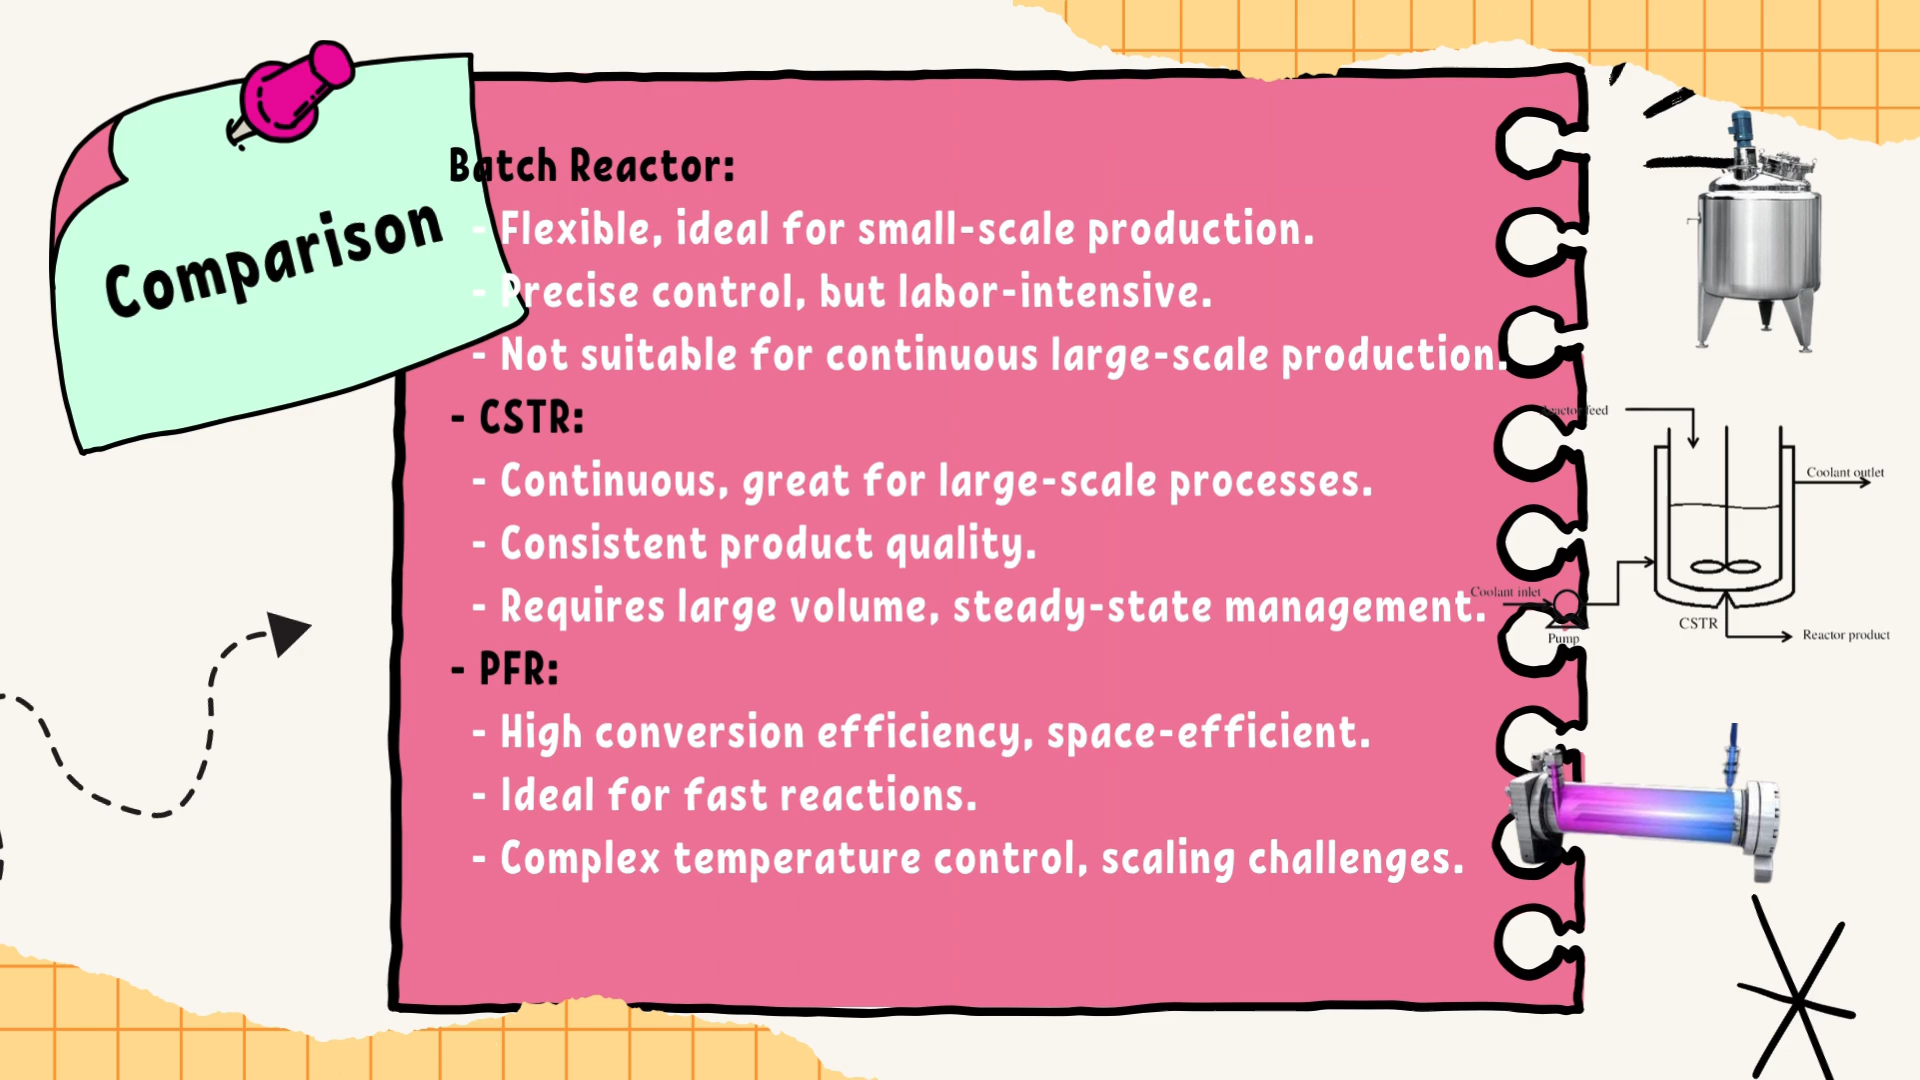 Comparison
Batch Reactor:
- Flexible, ideal for small-scale production.
- Precise control, but labor-intensive.
- Not suitable for continuous large-scale production.
- CSTR:
- Continuous, great for large-scale processes.
- Consistent product quality.
- Requires large volume, steady-state management.
- PFR:
- High conversion efficiency, space-efficient.
- Ideal for fast reactions.
- Complex temperature control, scaling challenges.
Reactor feed
Coolant outlet
Coolant inlet
Pump
CSTR
Reactor product